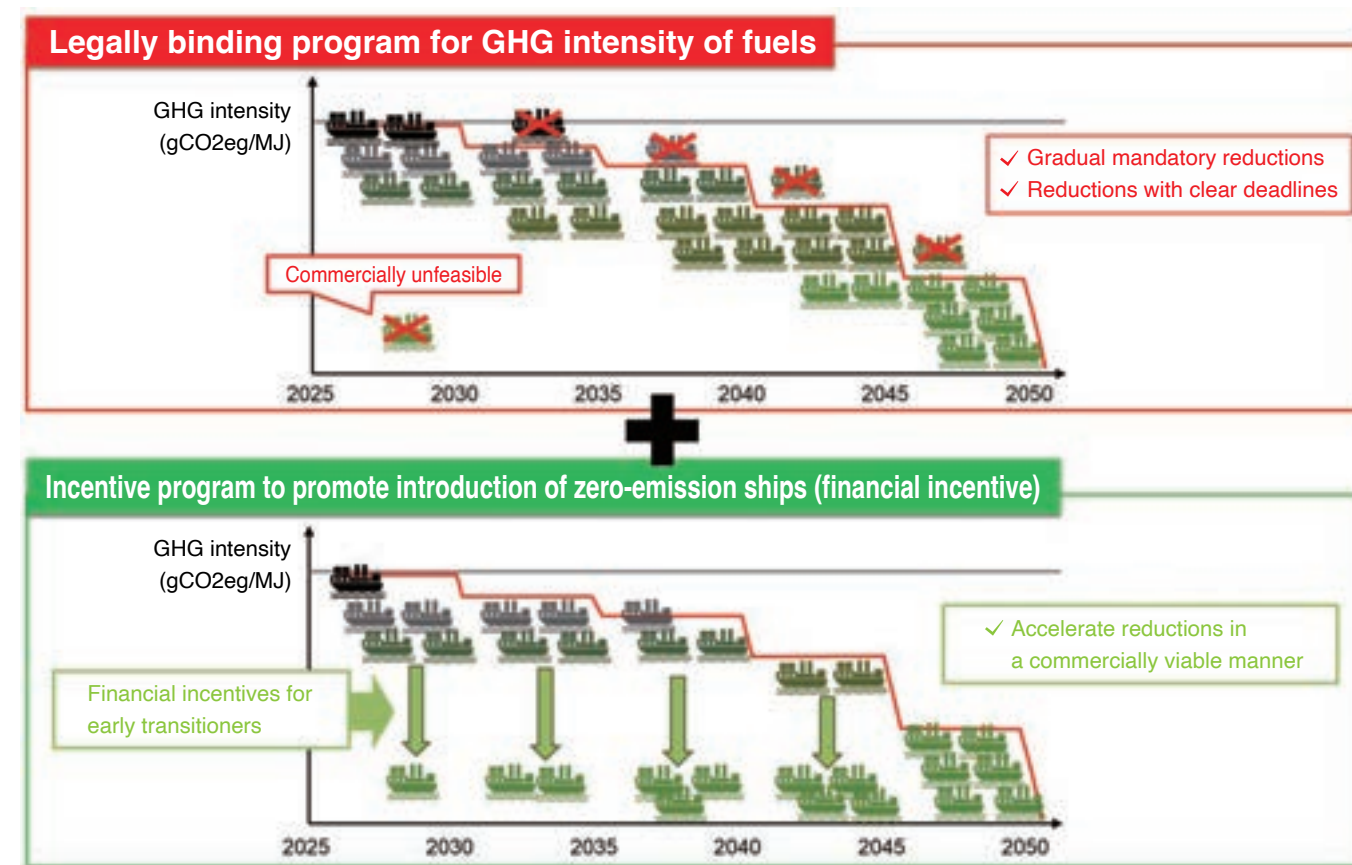 Legally binding program for GHG intensity of fuels
GHG intensity
(gCO2eg/MJ)
✓ Gradual mandatory reductions
✓ Reductions with clear deadlines
Commercially unfeasible
2025 2030 2035 2040 2045 2050
Incentive program to promote introduction of zero-emission ships (financial incentive)
GHG intensity
(gCO2eg/MJ)
✓ Accelerate reductions in
a commercially viable manner
Financial incentives for
early transitioners
2025 2030 2035 2040 2045 2050